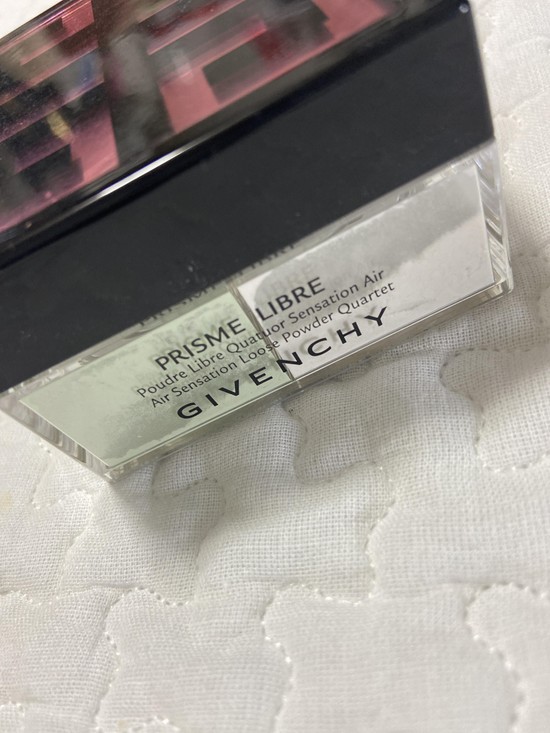 PRISME LIBRE
Poudre Libre Quatuor Sensation Air
Air Sensation Loose Powder Quartet
GIVENCHY